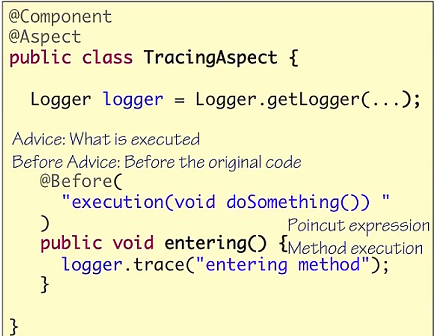 @Component
@Aspect
public class TracingAspect {
Logger logger = Logger.getLogger(...);
Advice: What is executed
Before Advice: Before the original code
@Before(
"execution(void doSomething()) "
)
Poincut expression
public void entering() {
Method execution
logger.trace("entering method");
}
}